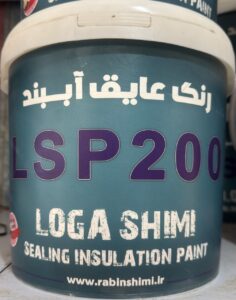 رنگ عایق آببند
LSP200
LOGA SHIMI
SEALING INSULATION PAINT
www.rabinshimi.ir